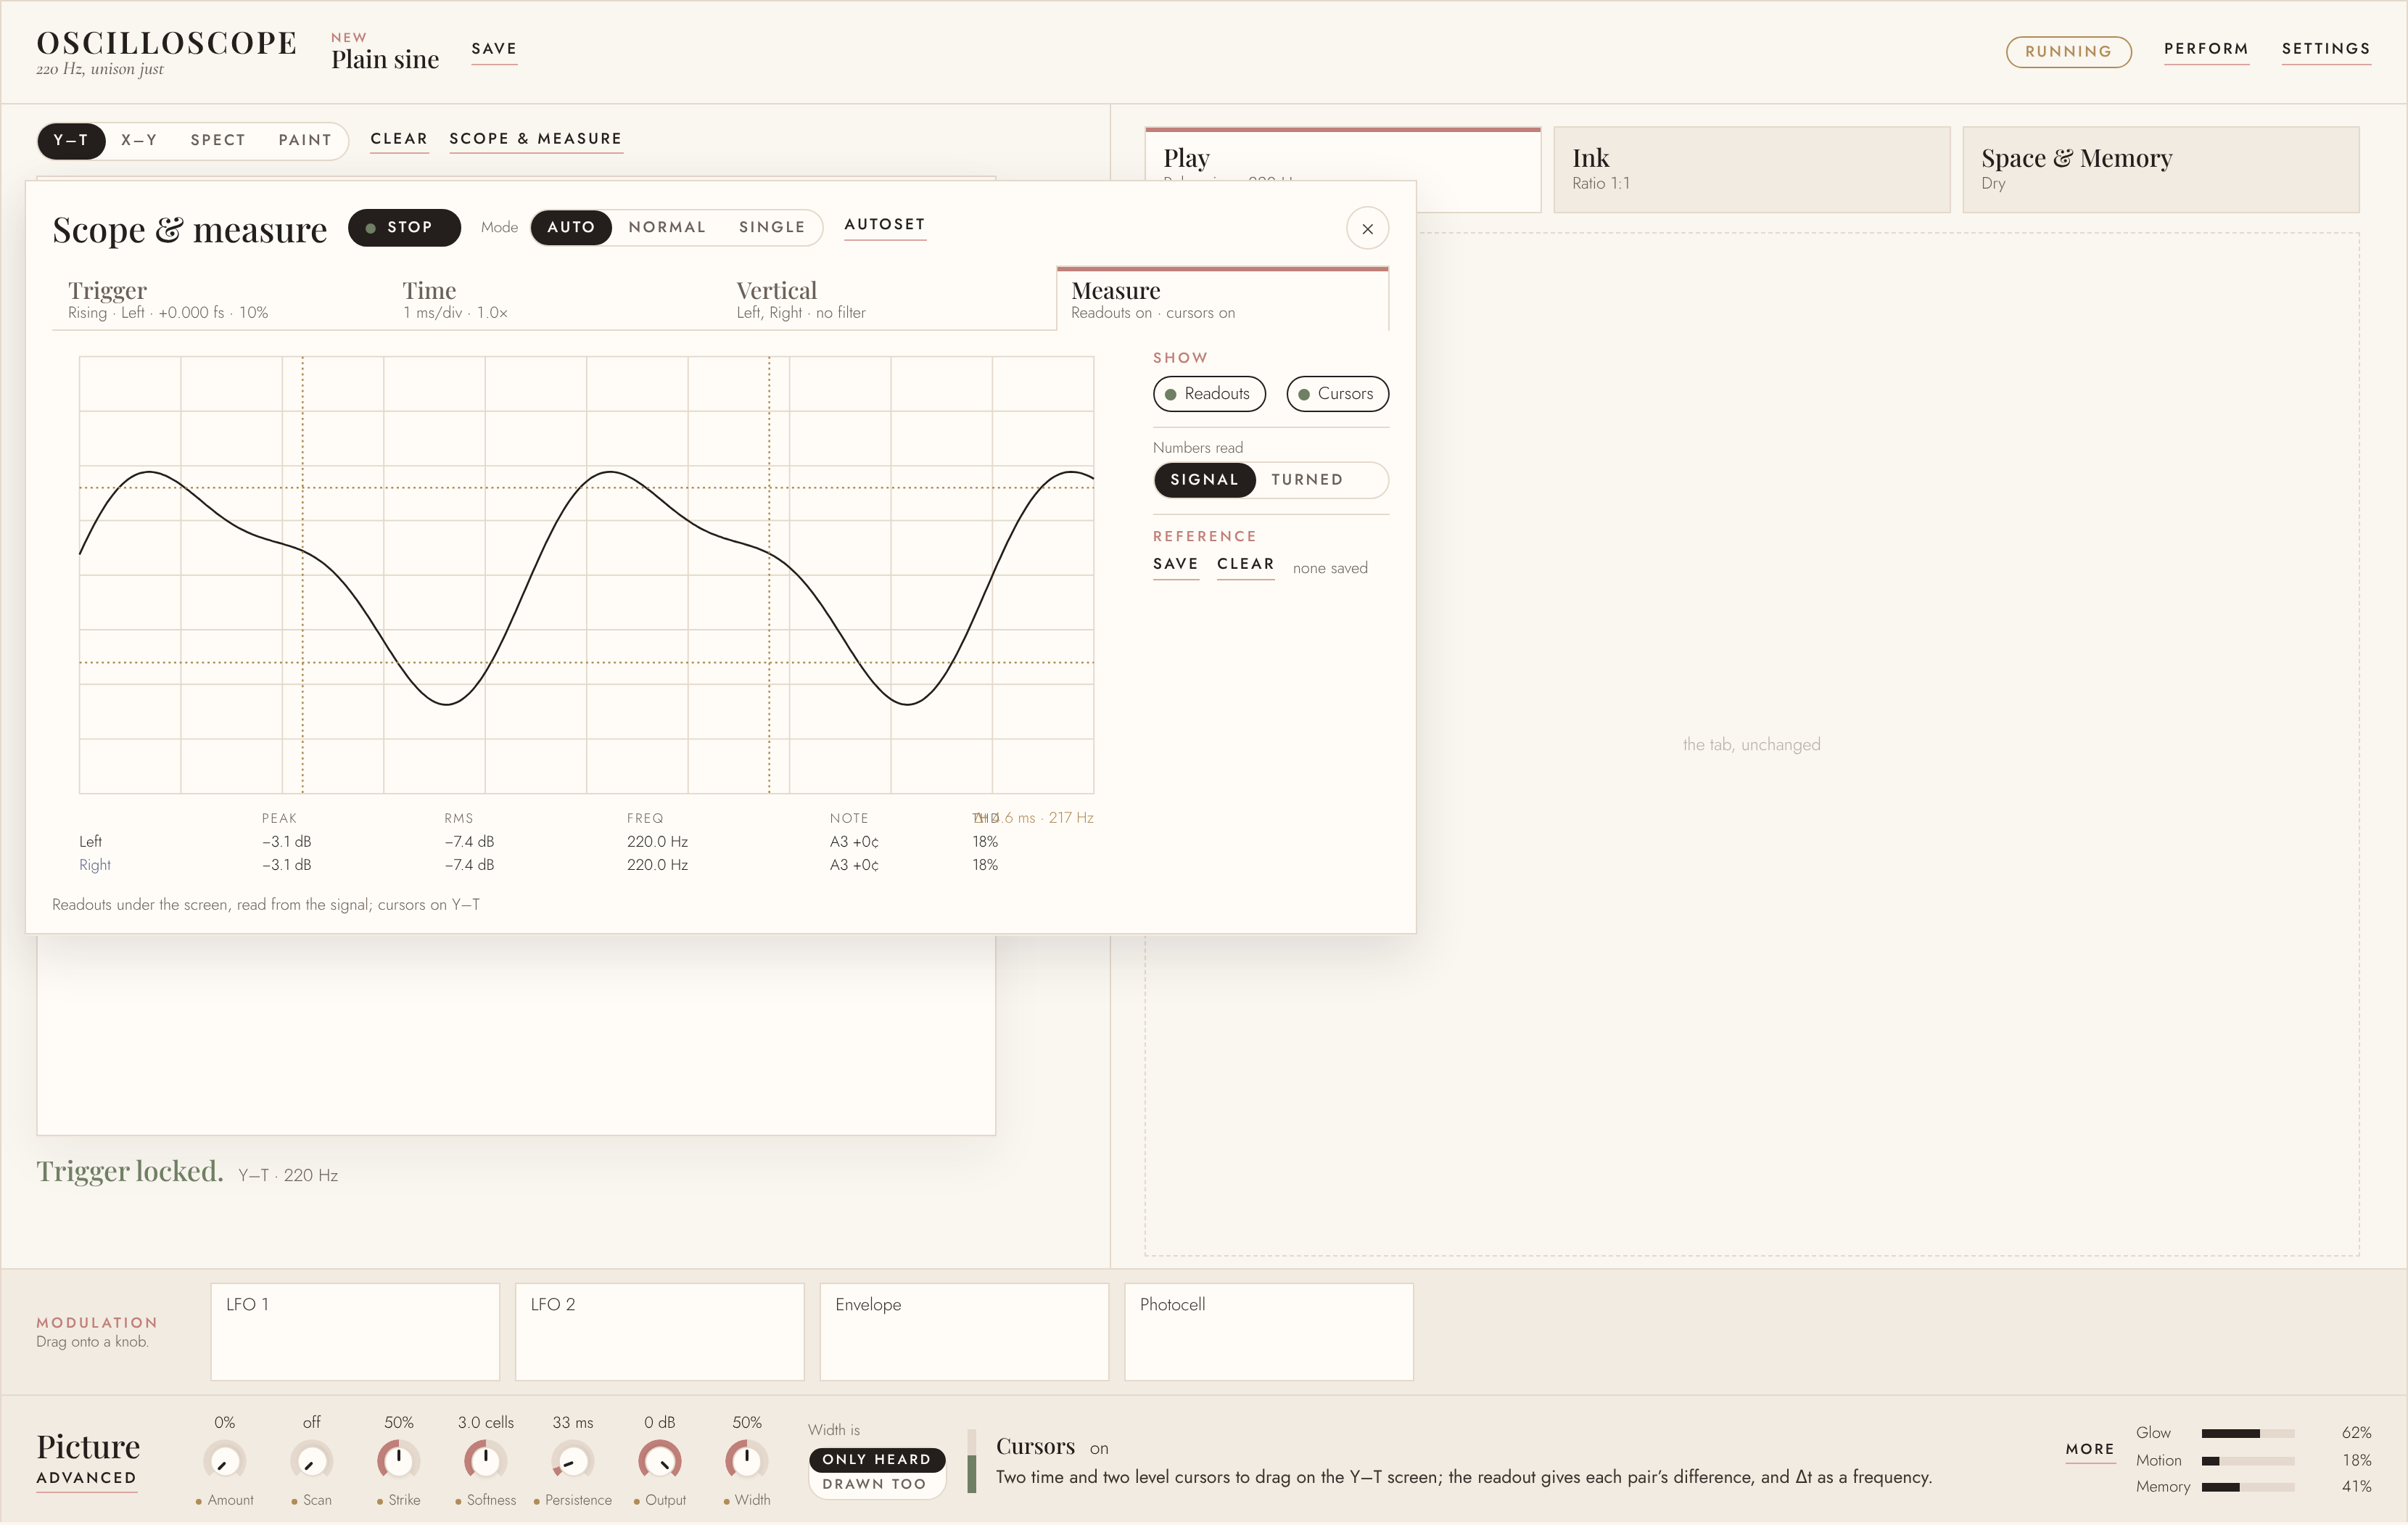 OSCILLOSCOPE
220 Hz, unison just
NEW
Plain sine
SAVE
RUNNING
PERFORM
SETTINGS
Y–T
X–Y
SPECT
PAINT
CLEAR
SCOPE & MEASURE
Play
Ink
Ratio 1:1
Space & Memory
Dry
Scope & measure
STOP
Mode
AUTO
NORMAL
SINGLE
AUTOSET
×
Trigger
Rising · Left · +0.000 fs · 10%
Time
1 ms/div · 1.0×
Vertical
Left, Right · no filter
Measure
Readouts on · cursors on
SHOW
Readouts
Cursors
Numbers read
SIGNAL
TURNED
REFERENCE
SAVE
CLEAR
none saved
the tab, unchanged
PEAK RMS FREQ NOTE THD
4.6 ms · 217 Hz
Left −3.1 dB −7.4 dB 220.0 Hz A3 +0¢ 18%
Right −3.1 dB −7.4 dB 220.0 Hz A3 +0¢ 18%
Readouts under the screen, read from the signal; cursors on Y–T
Trigger locked.
Y–T · 220 Hz
MODULATION
Drag onto a knob.
LFO 1
LFO 2
Envelope
Photocell
Picture
ADVANCED
0% off 50% 3.0 cells 33 ms 0 dB 50%
Amount Scan Strike Softness Persistence Output Width
Width is
ONLY HEARD
DRAWN TOO
Cursors on
Two time and two level cursors to drag on the Y–T screen; the readout gives each pair’s difference, and Δt as a frequency.
MORE
Glow 62%
Motion 18%
Memory 41%